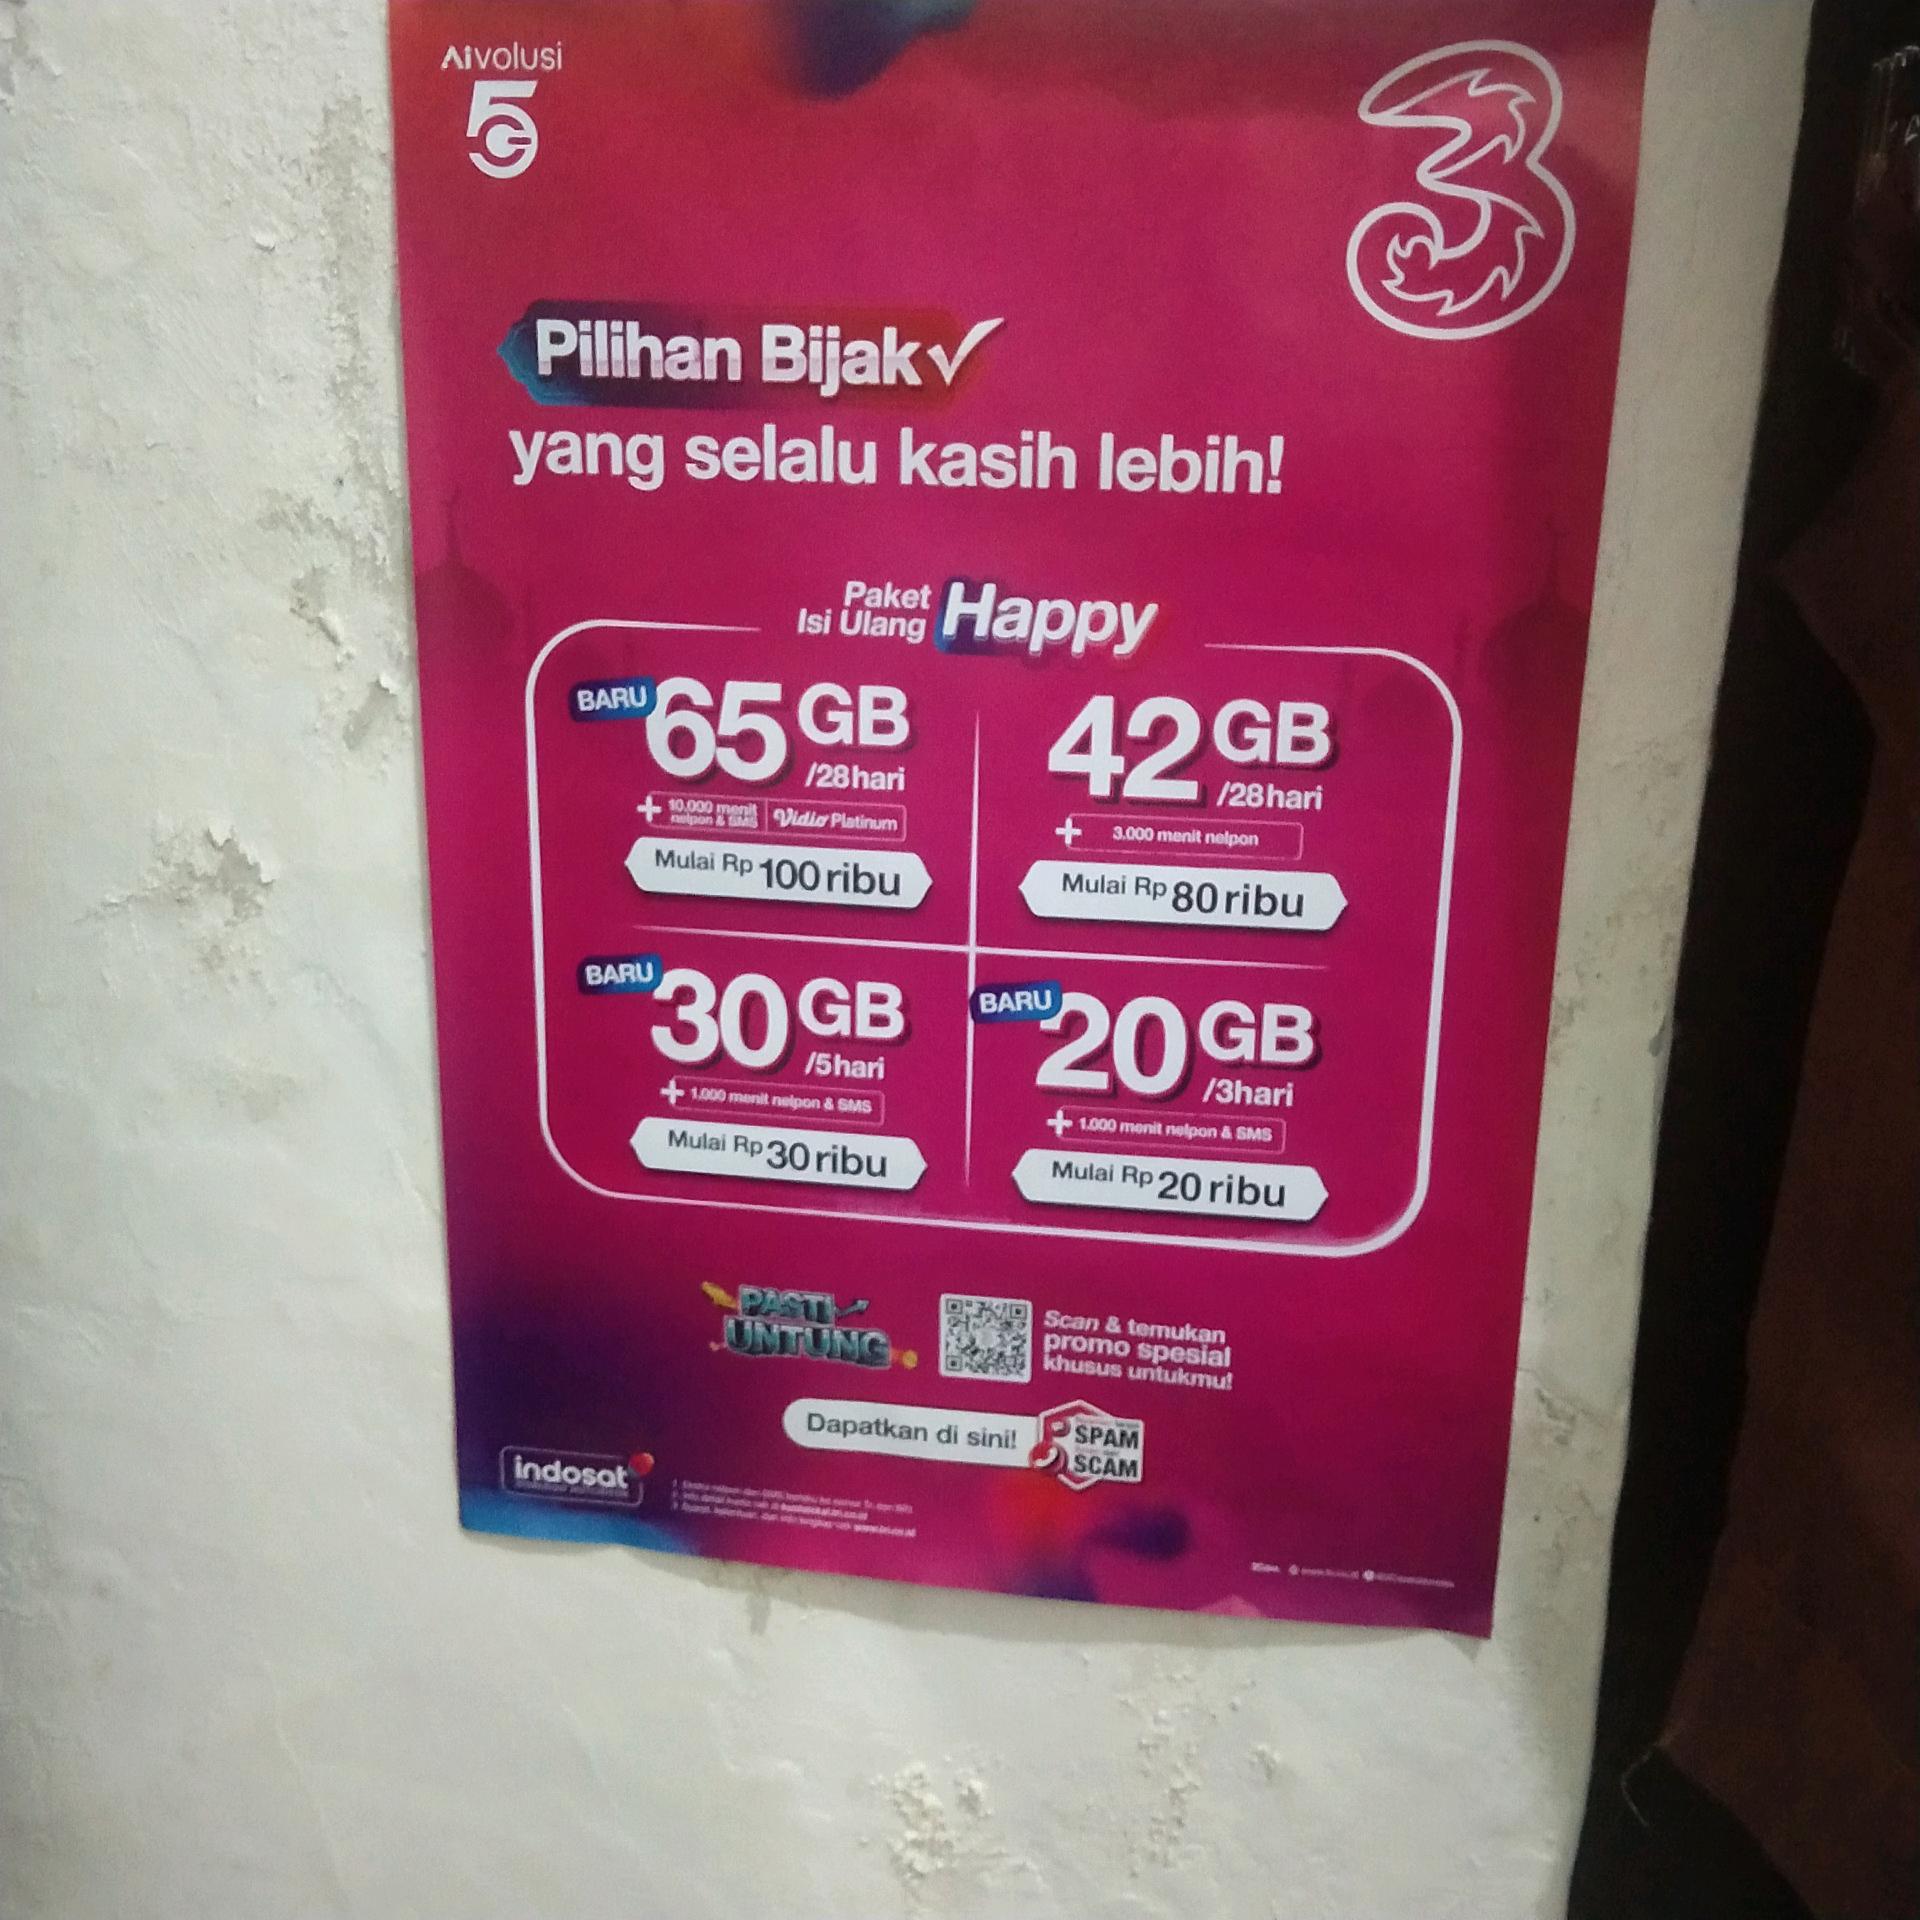 Aivolusi
5G
3
Pilihan Bijak
yang selalu kasih lebih!
Paket
Isi Ulang Happy
BARU 65 GB
/28hari
+ 10.000 menit nelpon & SMS Vidio Platinum
Mulai Rp 100 ribu
42 GB
/28hari
+ 3.000 menit nelpon
Mulai Rp 80 ribu
BARU 30 GB
/5hari
+ 1.000 menit nelpon & SMS
Mulai Rp 30 ribu
BARU 20 GB
/3hari
+ 1.000 menit nelpon & SMS
Mulai Rp 20 ribu
PASTI
UNTUNG
Scan & temukan
promo spesial
khusus untukmu!
Dapatkan di sini!
SPAM
SCAM
indosat